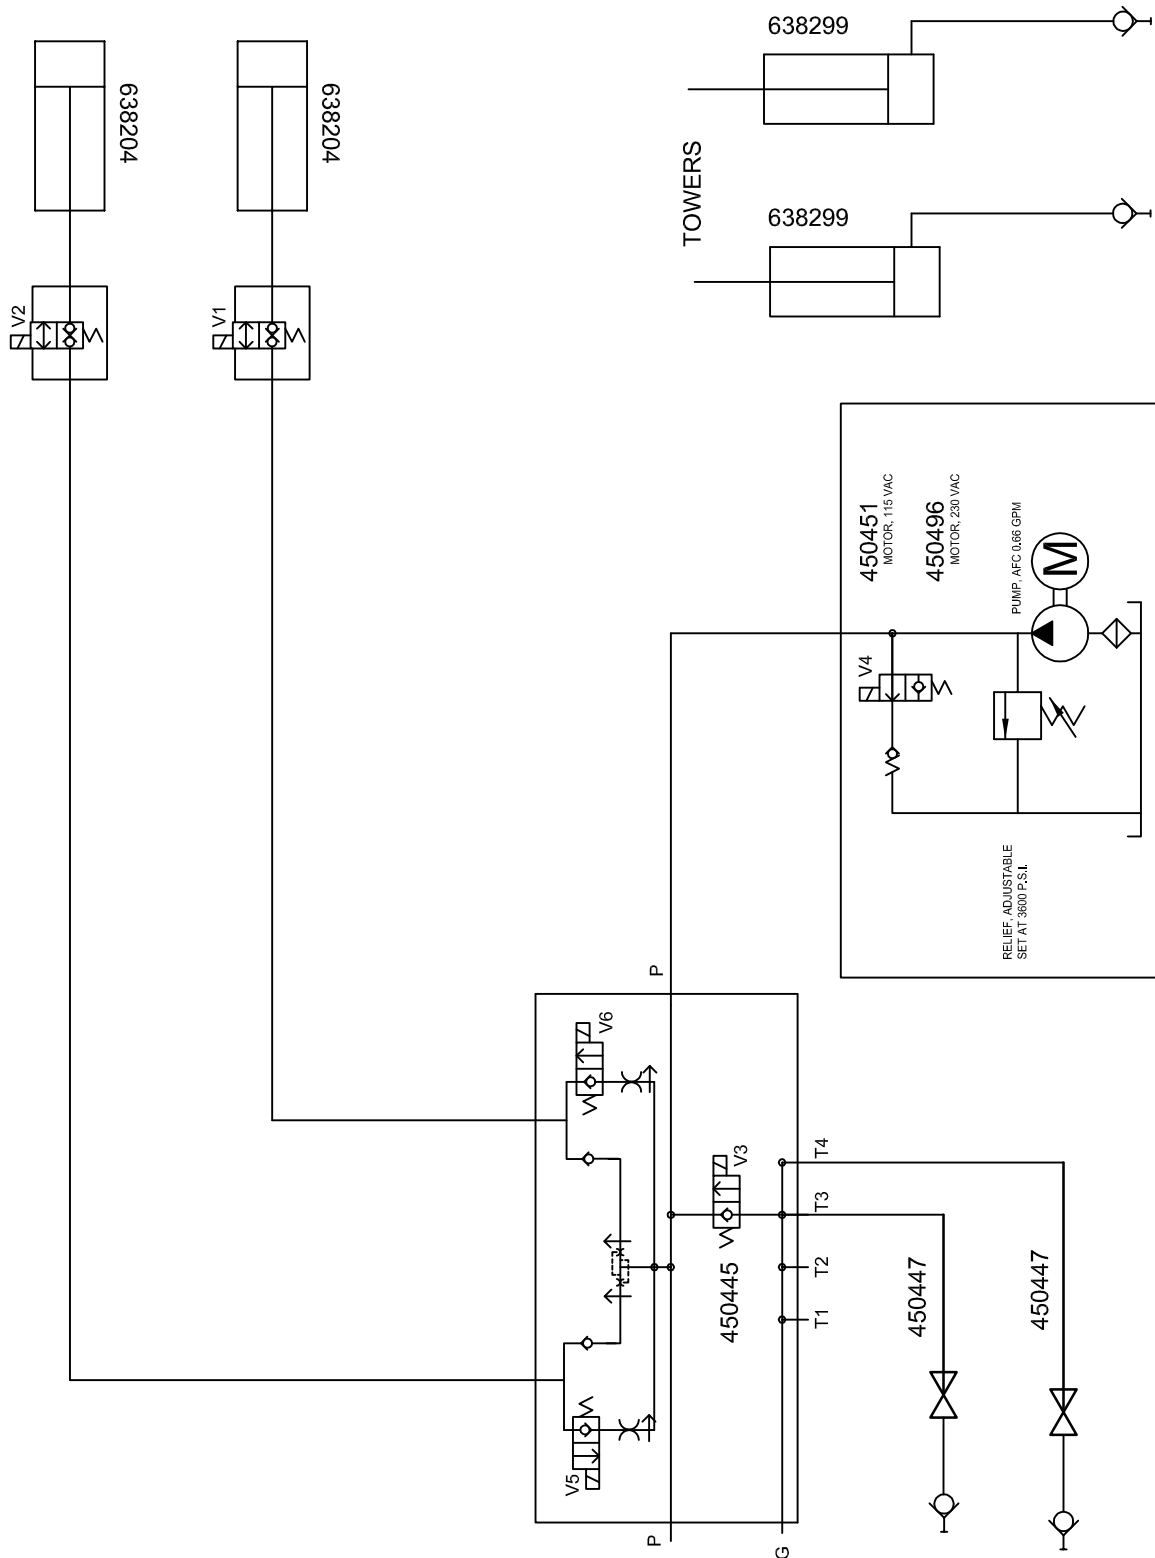 638204
638204
638299
TOWERS
638299
V2
V1
450451
MOTOR, 115 VAC
450496
MOTOR, 230 VAC
PUMP, AFC 0.66 GPM
M
V4
RELIEF, ADJUSTABLE
SET AT 3600 P.S.I.
P
V6
V3
T4
T3
T2
T1
450445
450447
450447
V5
P
G